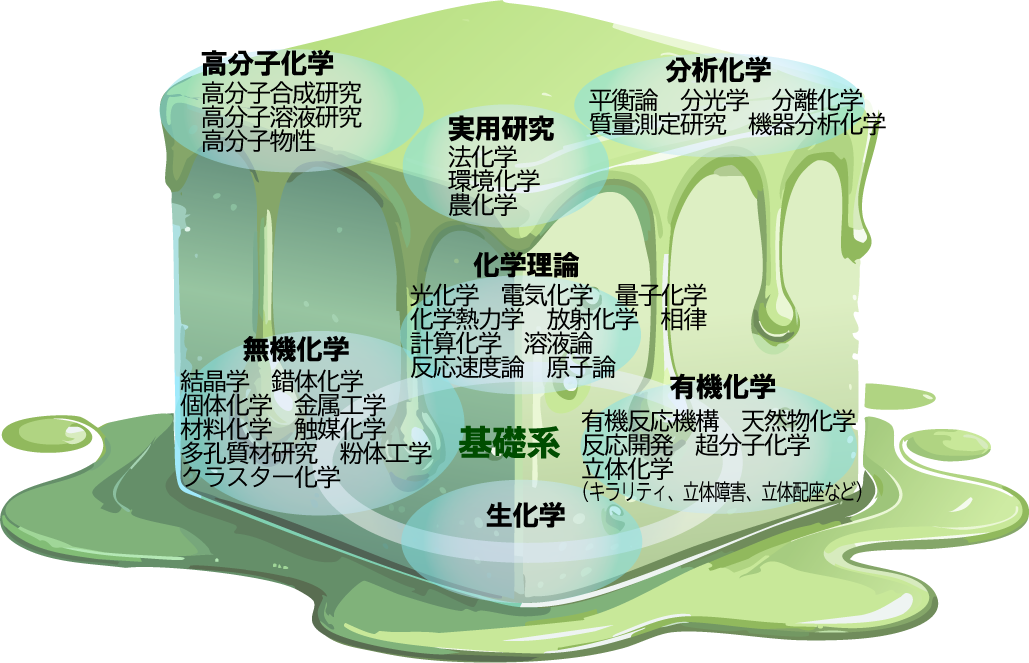 高分子化学
高分子合成研究
高分子溶液研究
高分子物性
分析化学
平衡論　分光学　分離化学
質量測定研究　機器分析化学
実用研究
法化学
環境化学
農化学
化学理論
光化学　電気化学　量子化学
化学熱力学　放射化学　相律
計算化学　溶液論
反応速度論　原子論
無機化学
結晶学　錯体化学
個体化学　金属工学
材料化学　触媒化学
多孔質材研究　粉体工学
クラスター化学
有機化学
有機反応機構　天然物化学
反応開発　超分子化学
立体化学
（キラリティ、立体障害、立体配座など）
基礎系
生化学